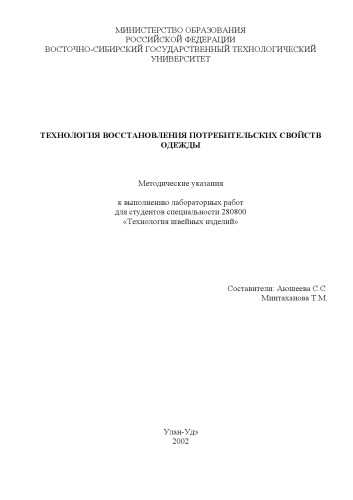 МИНИСТЕРСТВО ОБРАЗОВАНИЯ
РОССИЙСКОЙ ФЕДЕРАЦИИ
ВОСТОЧНО-СИБИРСКИЙ ГОСУДАРСТВЕННЫЙ ТЕХНОЛОГИЧЕСКИЙ
УНИВЕРСИТЕТ
ТЕХНОЛОГИЯ ВОССТАНОВЛЕНИЯ ПОТРЕБИТЕЛЬСКИХ СВОЙСТВ
ОДЕЖДЫ
Методические указания
к выполнению лабораторных работ
для студентов специальности 280800
«Технология швейных изделий»
Составители: Аюшеева С.С.
Минтаханова Т.М.
Улан-Удэ
2002